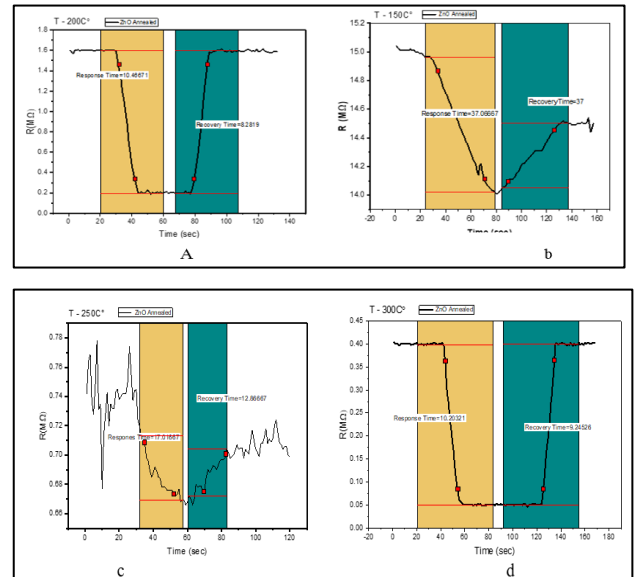 T - 200C°
ZnO Annealed
1.8
1.6
1.4
1.2
1.0
0.8
0.6
0.4
0.2
0.0
R(MΩ)
Response Time=10.46671
Recovery Time=8.2819
0 20 40 60 80 100 120 140
Time (sec)
A
T - 150C°
ZnO Annealed
15.2
15.0
14.8
14.6
14.4
14.2
14.0
R (MΩ)
Response Time=37.06667
RecoveryTime=37
-20 0 20 40 60 80 100 120 140 160
Time (sec)
b
T - 250C°
ZnO Annealed
0.78
0.76
0.74
0.72
0.70
0.68
0.66
R(MΩ)
Recovery Time=12.66667
Response Time=17.01667
0 20 40 60 80 100 120
Time (sec)
c
T - 300C°
ZnO Annealed
0.45
0.40
0.35
0.30
0.25
0.20
0.15
0.10
0.05
0.00
R(MΩ)
Response Time=10.20321
Recovery Time=9.24526
-20 0 20 40 60 80 100 120 140 160 180
Time (sec)
d